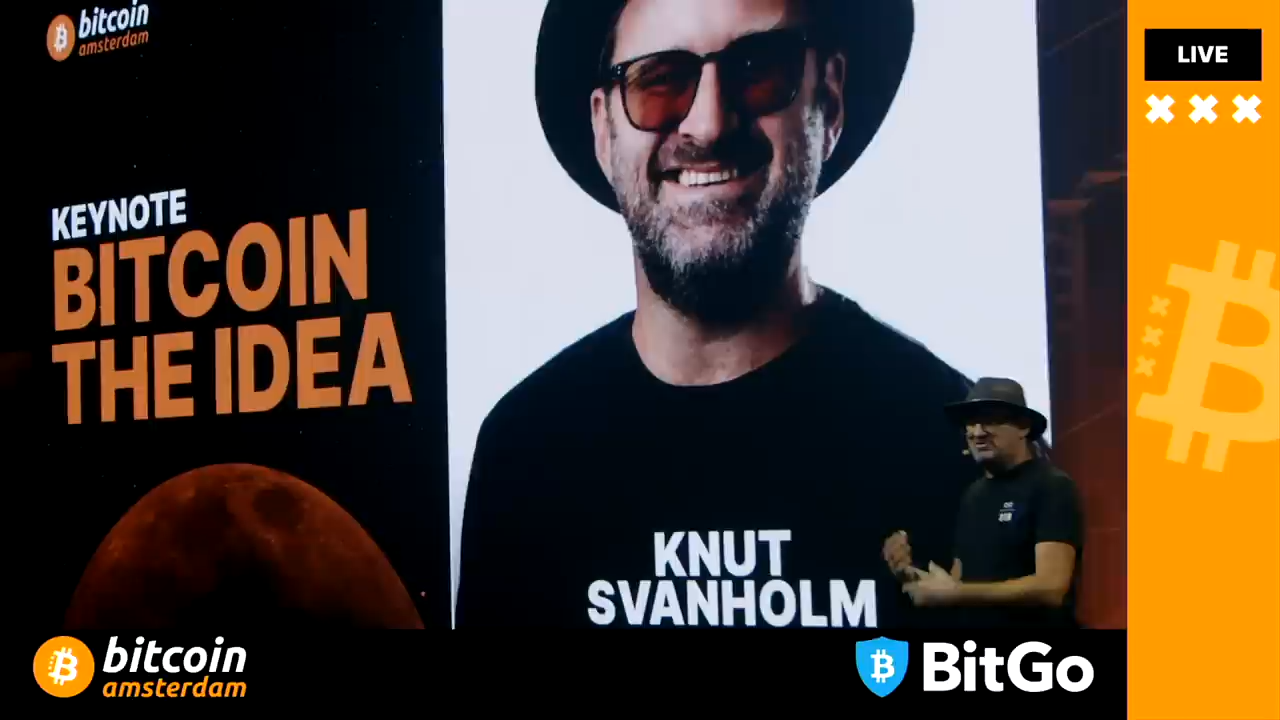 bitcoin
amsterdam
LIVE
KEYNOTE
BITCOIN
THE IDEA
KNUT
SVANHOLM
bitcoin
amsterdam
BitGo